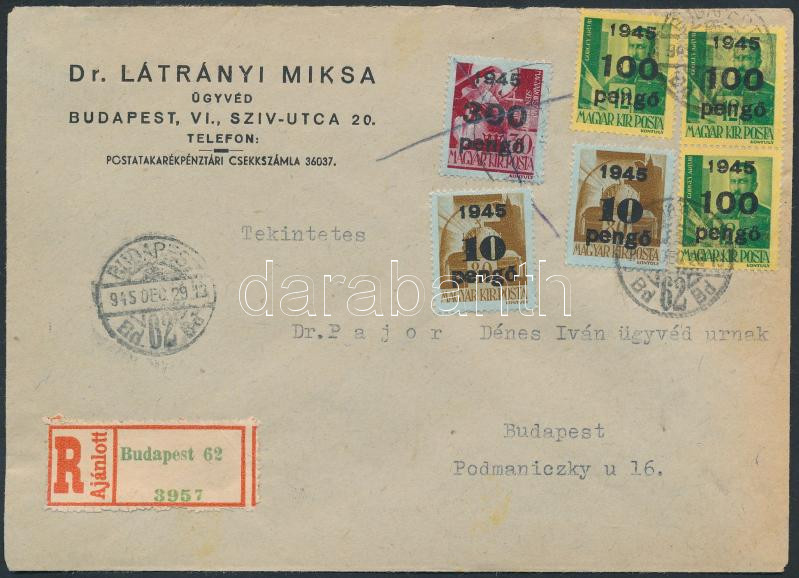 Dr. LÁTRÁNYI MIKSA
ÜGYVÉD
BUDAPEST, VI., SZIV-UTCA 20.
TELEFON:
POSTATAKARÉKPÉNZTÁRI CSEKKSZÁMLA 36037.
1945
300
pengő
MAGYAR KIR. POSTA
1945
100
pengő
MAGYAR KIR. POSTA
1945
100
pengő
MAGYAR KIR. POSTA
1945
10
pengő
MAGYAR KIR. POSTA
1945
10
pengő
MAGYAR KIR. POSTA
1945
100
pengő
MAGYAR KIR. POSTA
Tekintetes
BUDAPEST
945 DEC. 29. 13
62
62
darabanth
Dr. Pajor Dénes Iván ügyvéd urnak
Budapest
Podmaniczky u 16.
R
Ajánlott
Budapest 62
3957